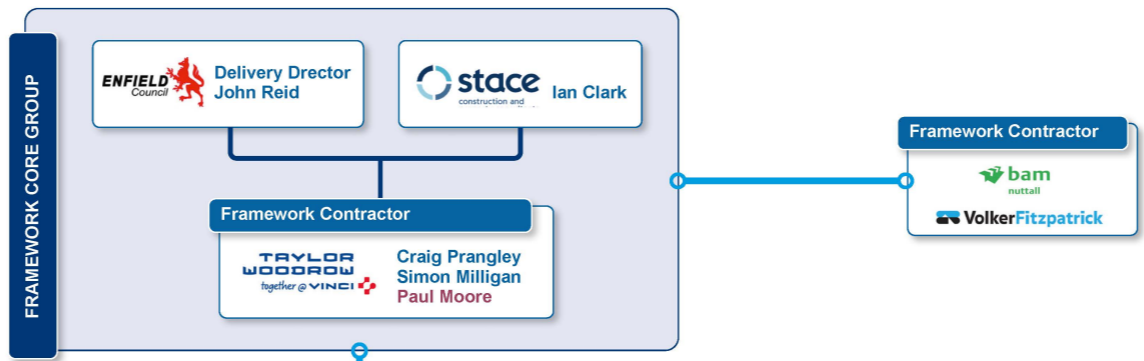 FRAMEWORK CORE GROUP
ENFIELD
Council
Delivery Drector
John Reid
stace
construction and
Ian Clark
Framework Contractor
TAYLOR
WOODROW
together @ VINCI
Craig Prangley
Simon Milligan
Paul Moore
Framework Contractor
bam
nuttall
VolkerFitzpatrick